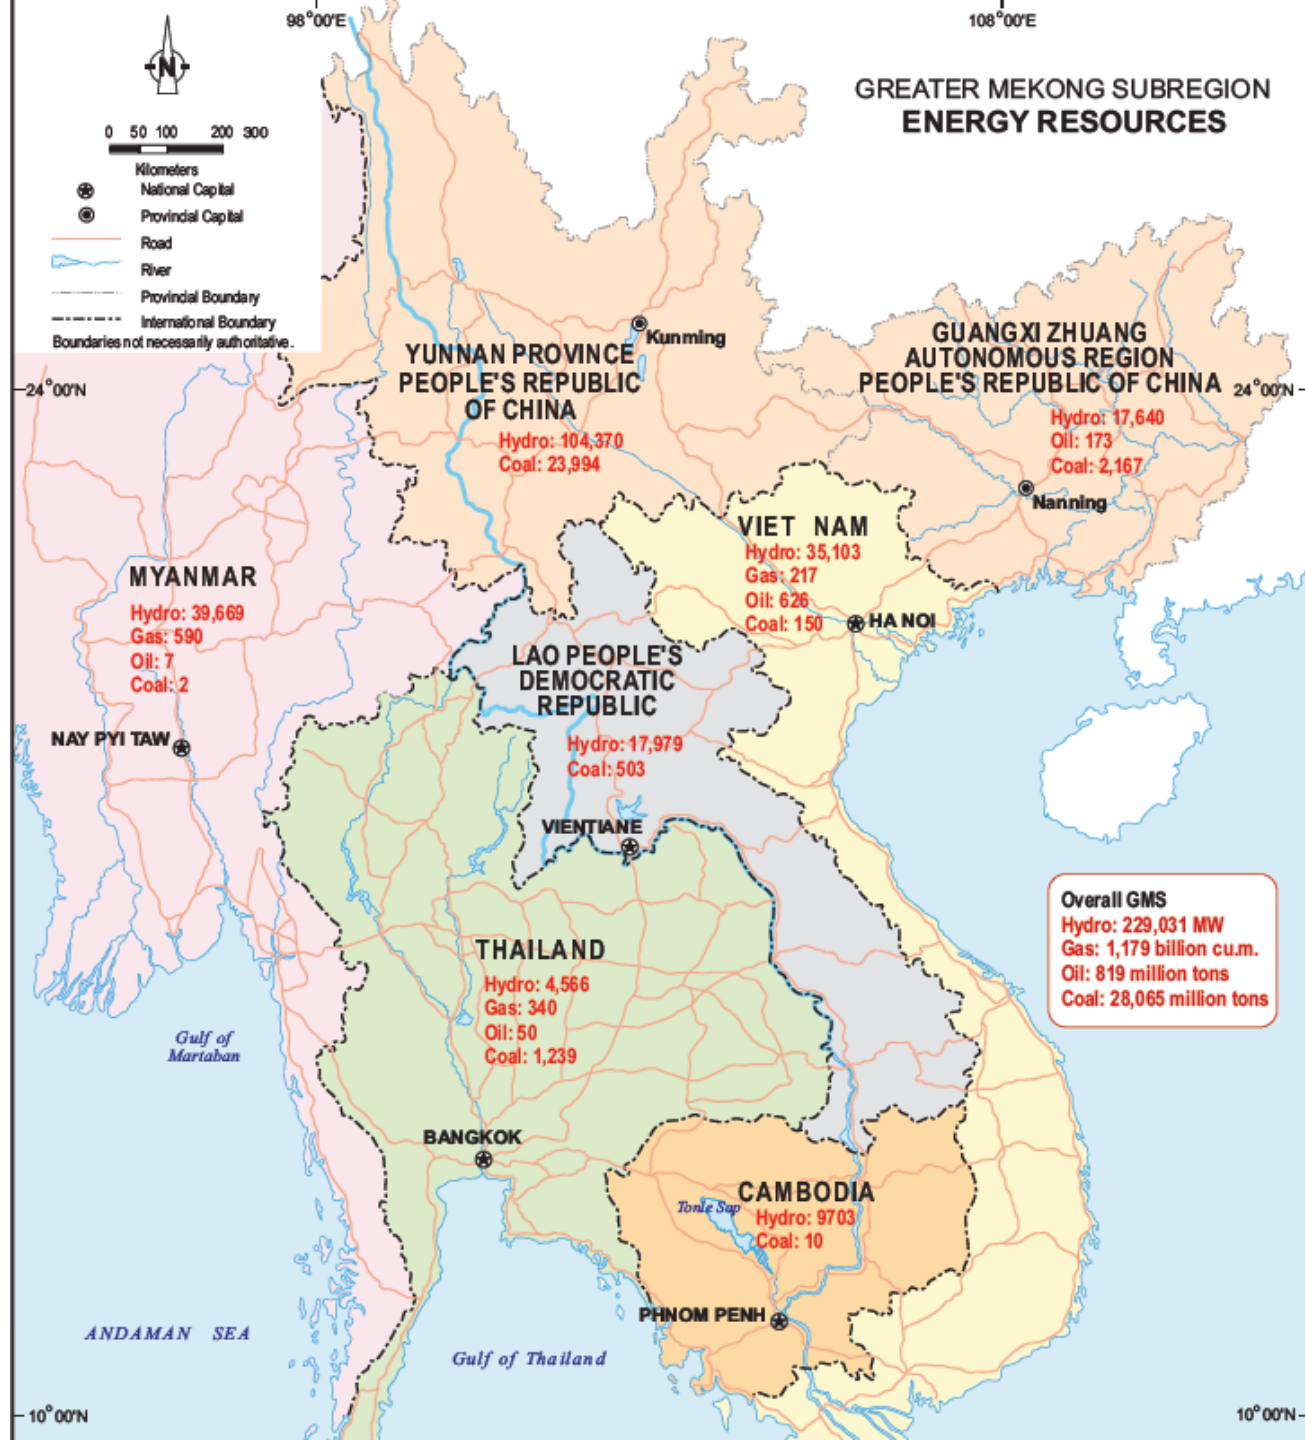 98°00'E
108°00'E
N
GREATER MEKONG SUBREGION
ENERGY RESOURCES
0 50 100 200 300
Kilometers
National Capital
Provincial Capital
Road
River
Provincial Boundary
International Boundary
Boundaries not necessarily authoritative.
24°00'N
24°00'N
Kunming
YUNNAN PROVINCE
PEOPLE'S REPUBLIC
OF CHINA
Hydro: 104,370
Coal: 23,994
GUANGXI ZHUANG
AUTONOMOUS REGION
PEOPLE'S REPUBLIC OF CHINA
Hydro: 17,640
Oil: 173
Coal: 2,167
Nanning
VIET NAM
Hydro: 35,103
Gas: 217
Oil: 626
Coal: 150
HA NOI
MYANMAR
Hydro: 39,669
Gas: 590
Oil: 7
Coal: 2
NAY PYI TAW
LAO PEOPLE'S
DEMOCRATIC
REPUBLIC
Hydro: 17,979
Coal: 503
VIENTIANE
Overall GMS
Hydro: 229,031 MW
Gas: 1,179 billion cu.m.
Oil: 819 million tons
Coal: 28,065 million tons
THAILAND
Hydro: 4,566
Gas: 340
Oil: 50
Coal: 1,239
Gulf of
Martaban
BANGKOK
CAMBODIA
Tonle Sap
Hydro: 9703
Coal: 10
PHNOM PENH
ANDAMAN SEA
Gulf of Thailand
10°00'N
10°00'N